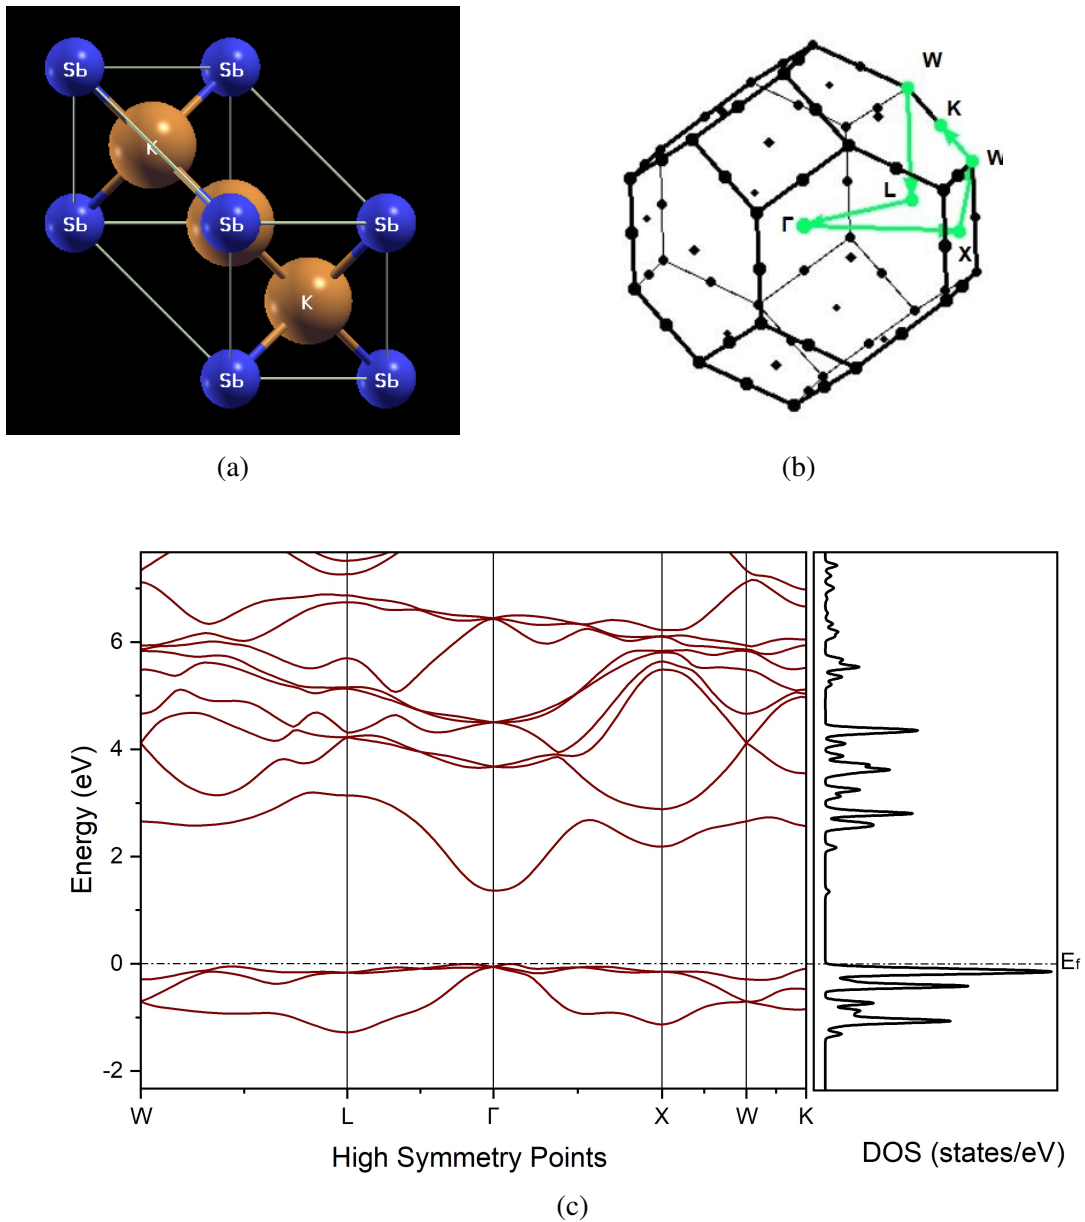 Sb Sb
K
Sb Sb Sb
K
Sb Sb
(a)
W
K
W
L
Γ
X
(b)
Energy (eV)
6
4
2
0
-2
E_f
W L Γ X W K
High Symmetry Points
DOS (states/eV)
(c)